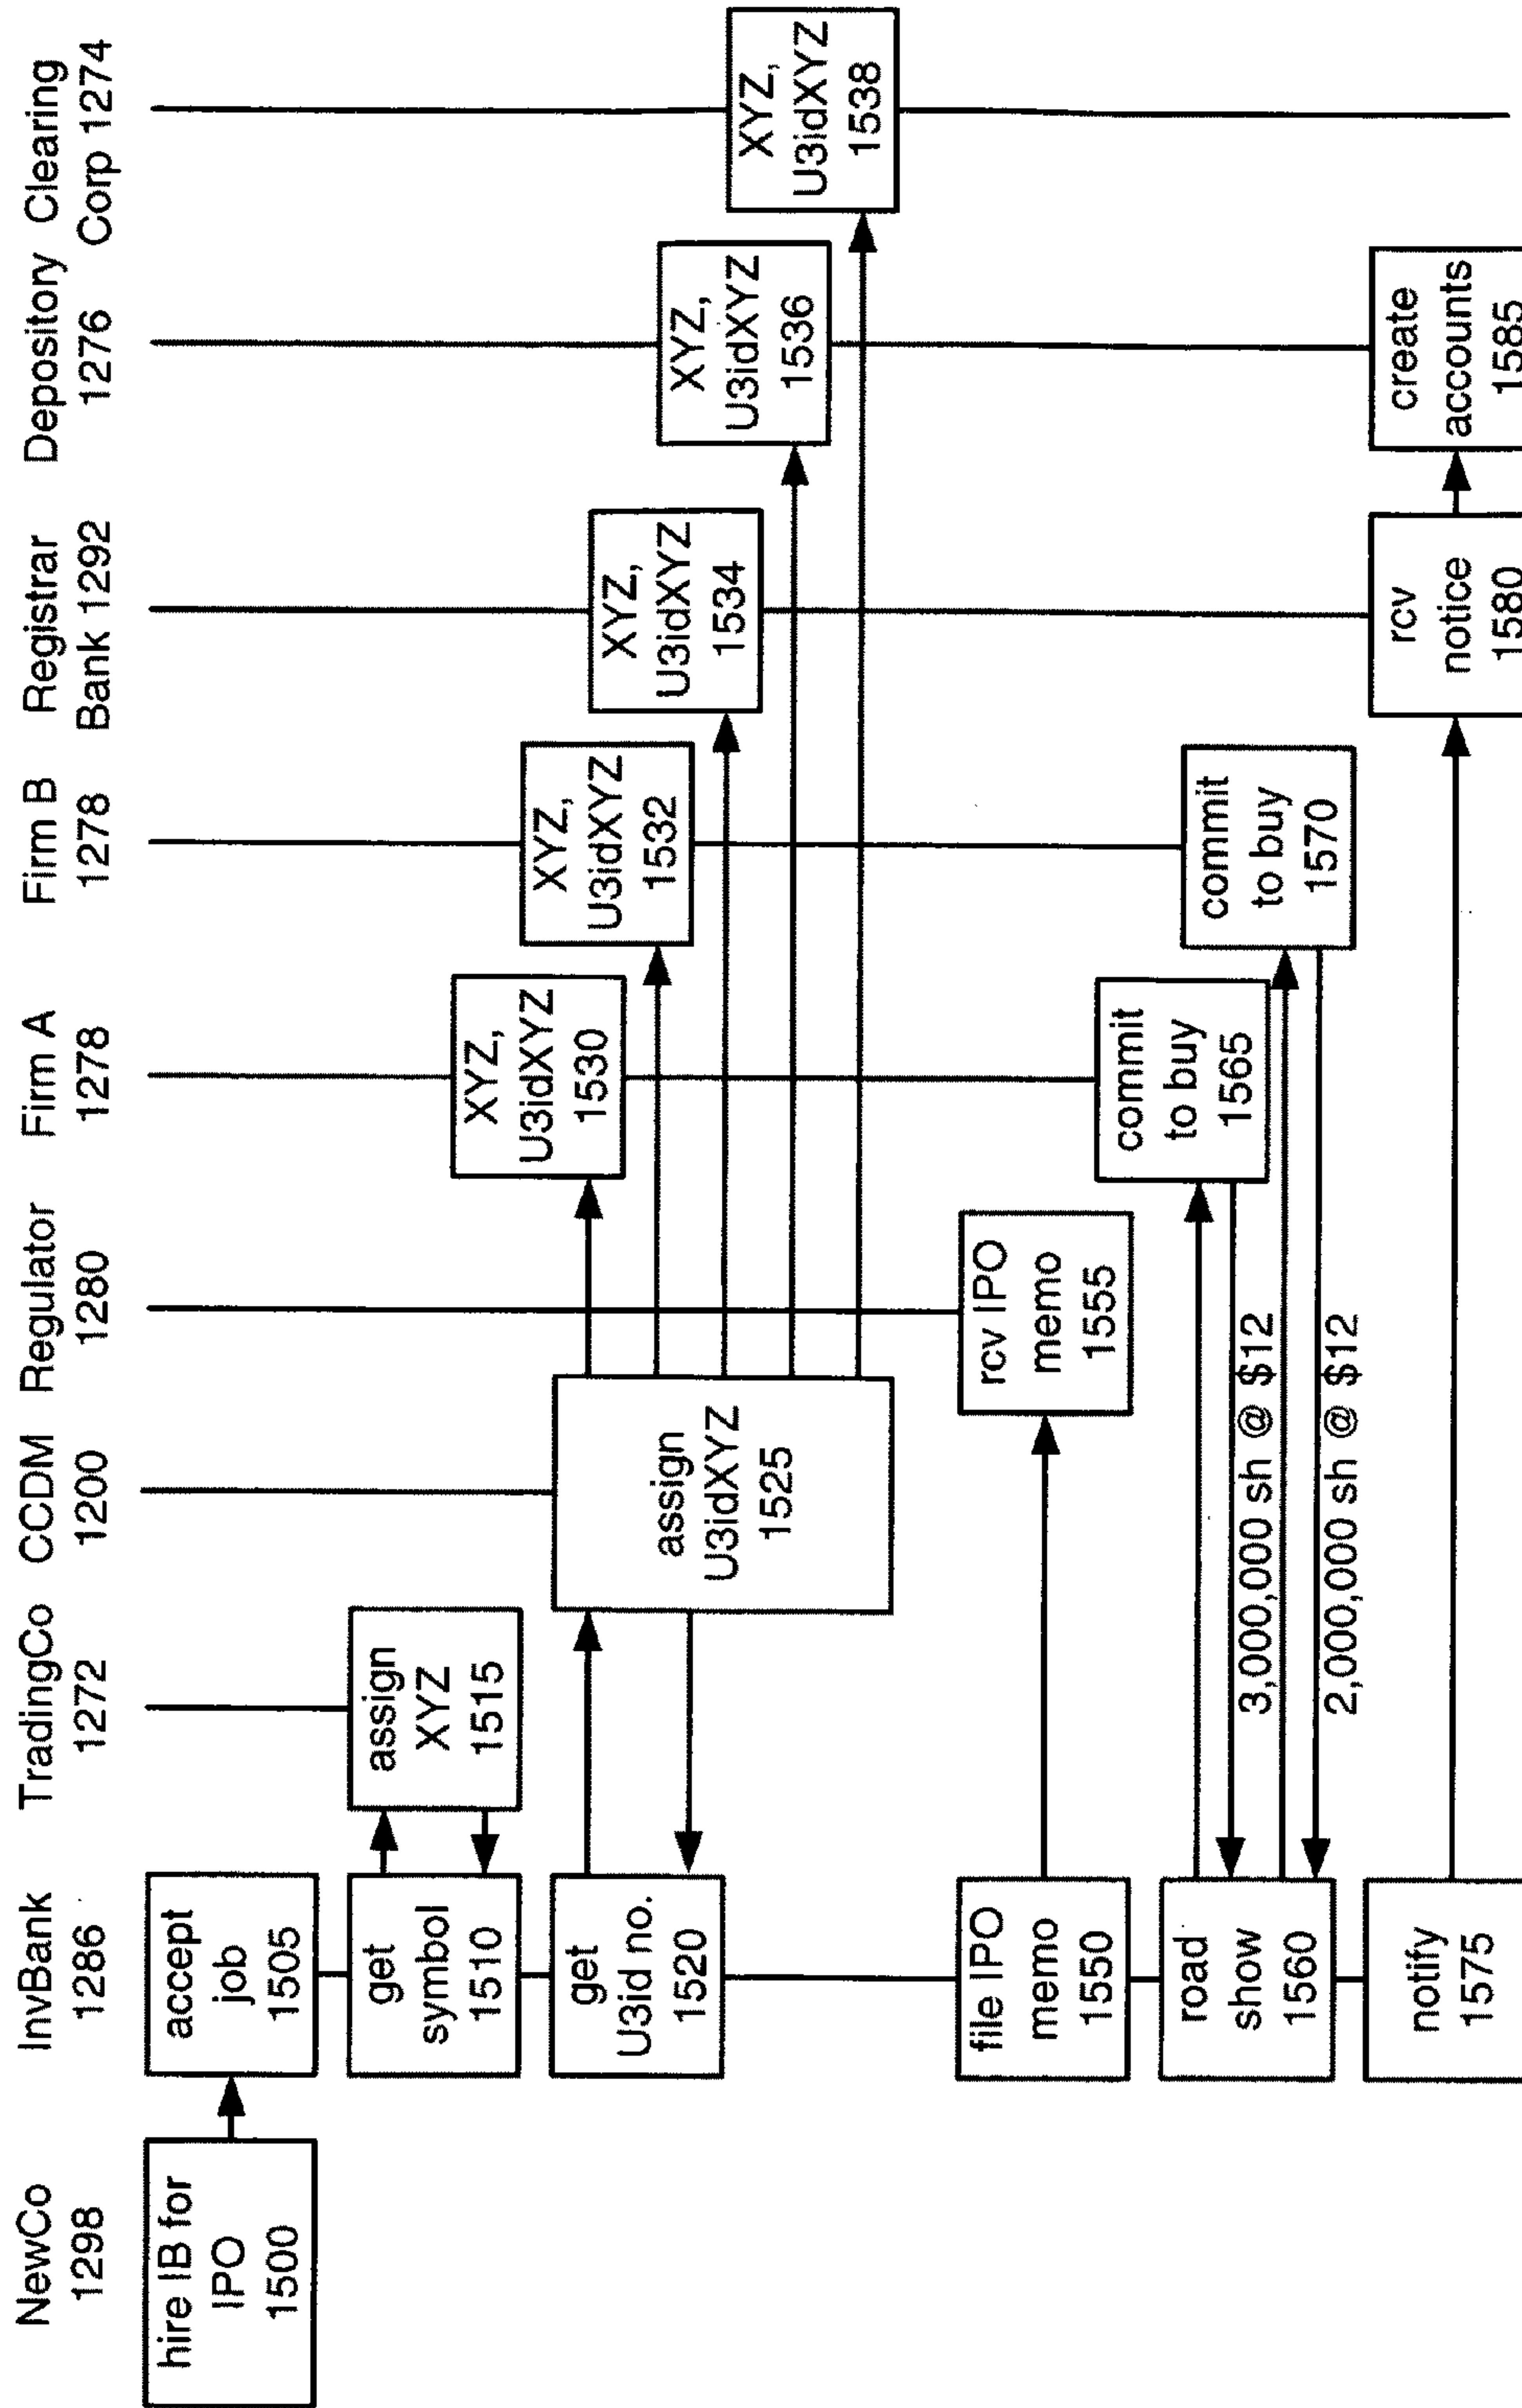 NewCo
1298
InvBank
1286
TradingCo
1272
CCDM
1200
Regulator
1280
Firm A
1278
Firm B
1278
Registrar
Bank 1292
Depository
1276
Clearing
Corp 1274
hire IB for
IPO
1500
accept
job
1505
get
symbol
1510
assign
XYZ
1515
get
U3id no.
1520
assign
U3idXYZ
1525
XYZ,
U3idXYZ
1530
XYZ,
U3idXYZ
1532
XYZ,
U3idXYZ
1534
XYZ,
U3idXYZ
1536
XYZ,
U3idXYZ
1538
file IPO
memo
1550
rcv IPO
memo
1555
road
show
1560
commit
to buy
1565
3,000,000 sh @ $12
commit
to buy
1570
2,000,000 sh @ $12
notify
1575
rcv
notice
1580
create
accounts
1585